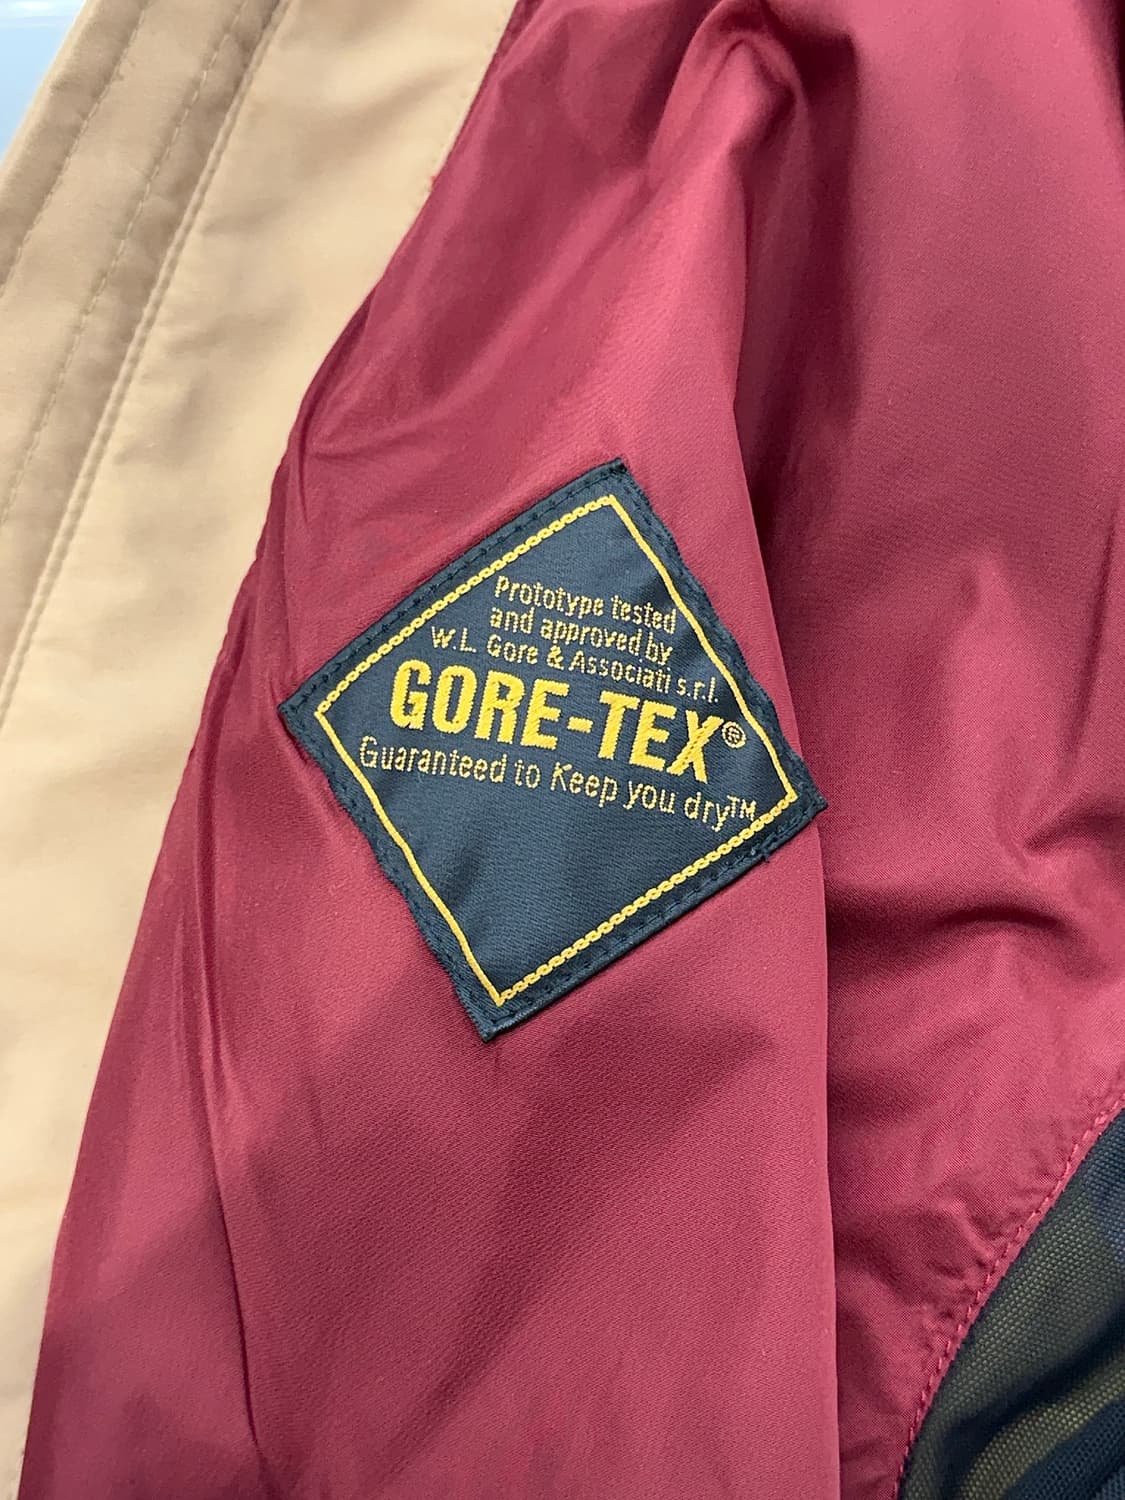 Prototype tested
and approved by
W.L. Gore & Associati s.r.l.
GORE-TEX®
Guaranteed to Keep you dry™